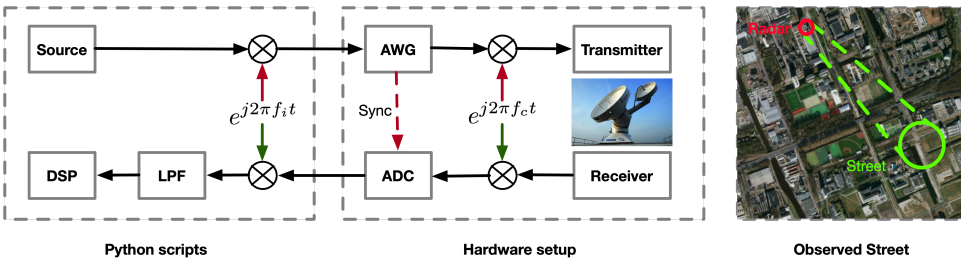 Source
AWG
Transmitter
Sync
e^{j2πf_i t}
e^{j2πf_c t}
DSP
LPF
ADC
Receiver
Radar
Street
Python scripts
Hardware setup
Observed Street